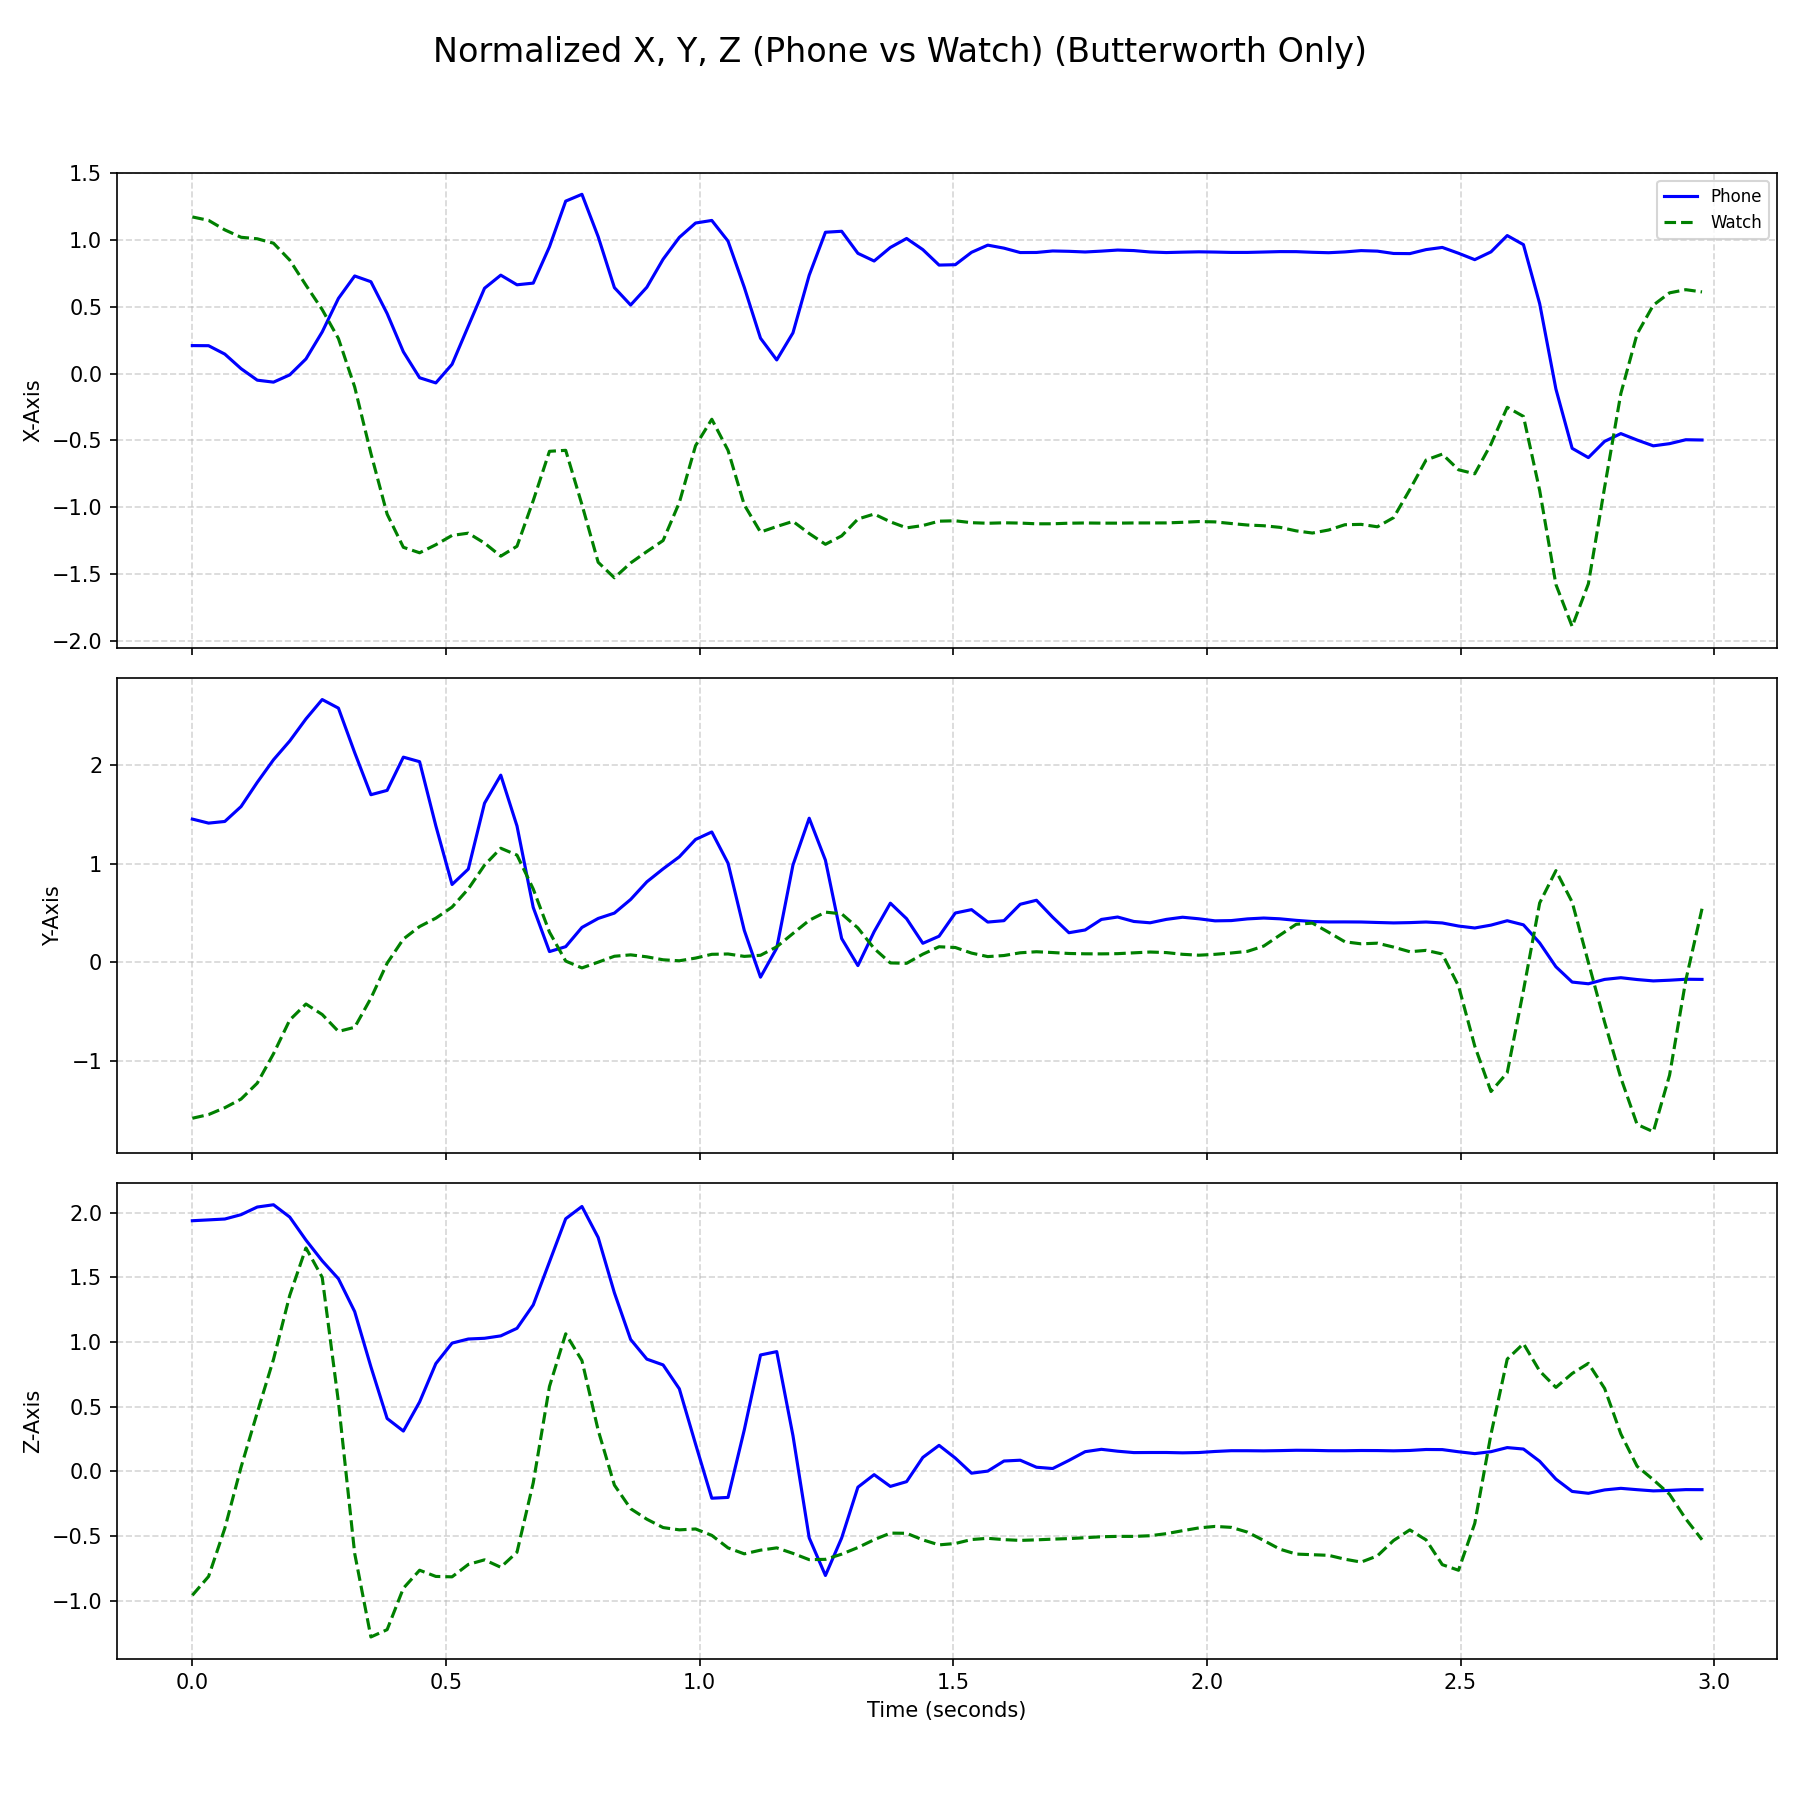 Normalized X, Y, Z (Phone vs Watch) (Butterworth Only)
1.5
1.0
0.5
0.0
−0.5
−1.0
−1.5
−2.0
X-Axis
Phone
Watch
2
1
0
−1
Y-Axis
2.0
1.5
1.0
0.5
0.0
−0.5
−1.0
Z-Axis
0.0 0.5 1.0 1.5 2.0 2.5 3.0
Time (seconds)